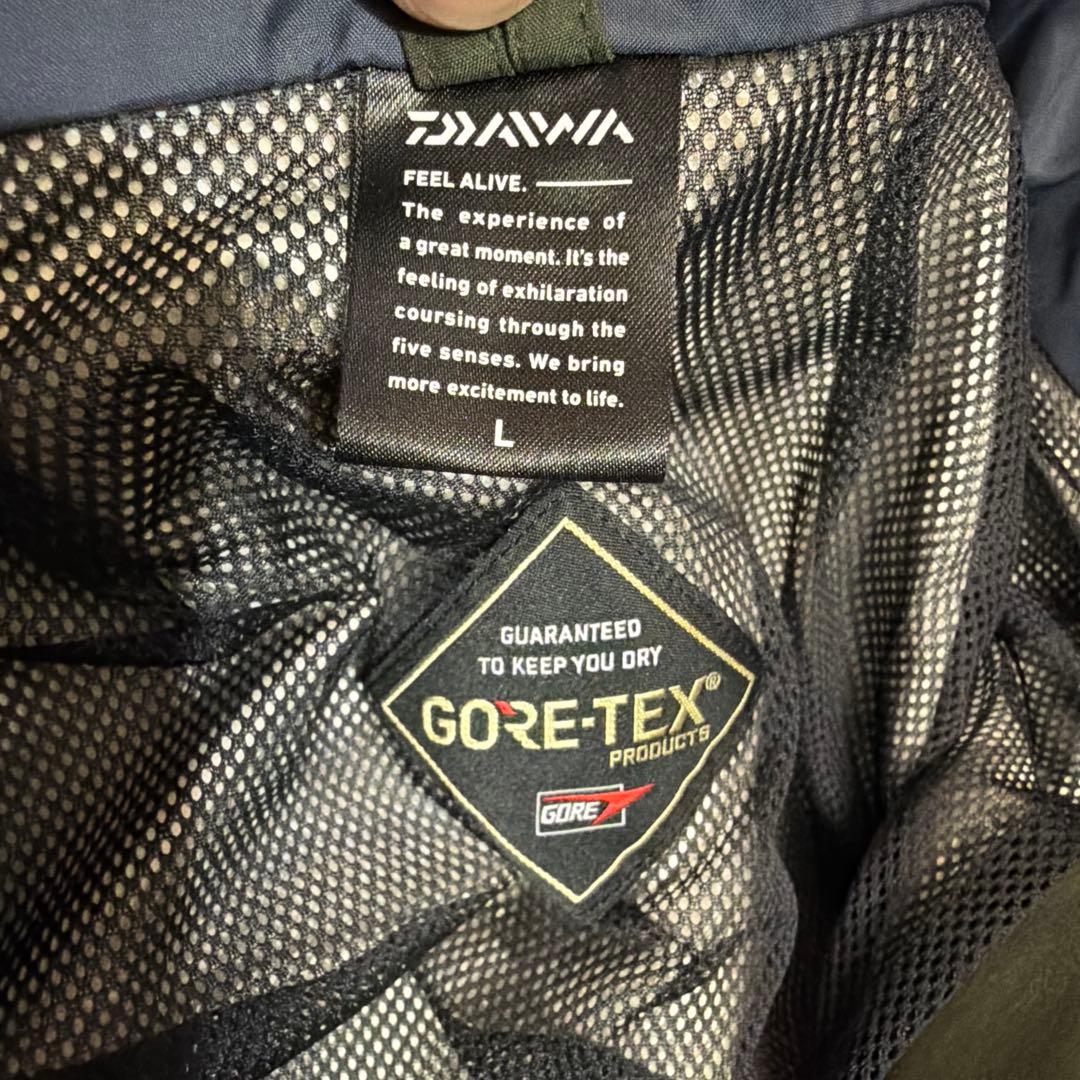 DAIWA
FEEL ALIVE.
The experience of
a great moment. It's the
feeling of exhilaration
coursing through the
five senses. We bring
more excitement to life.
L
GUARANTEED
TO KEEP YOU DRY
GORE-TEX®
PRODUCTS
GORE